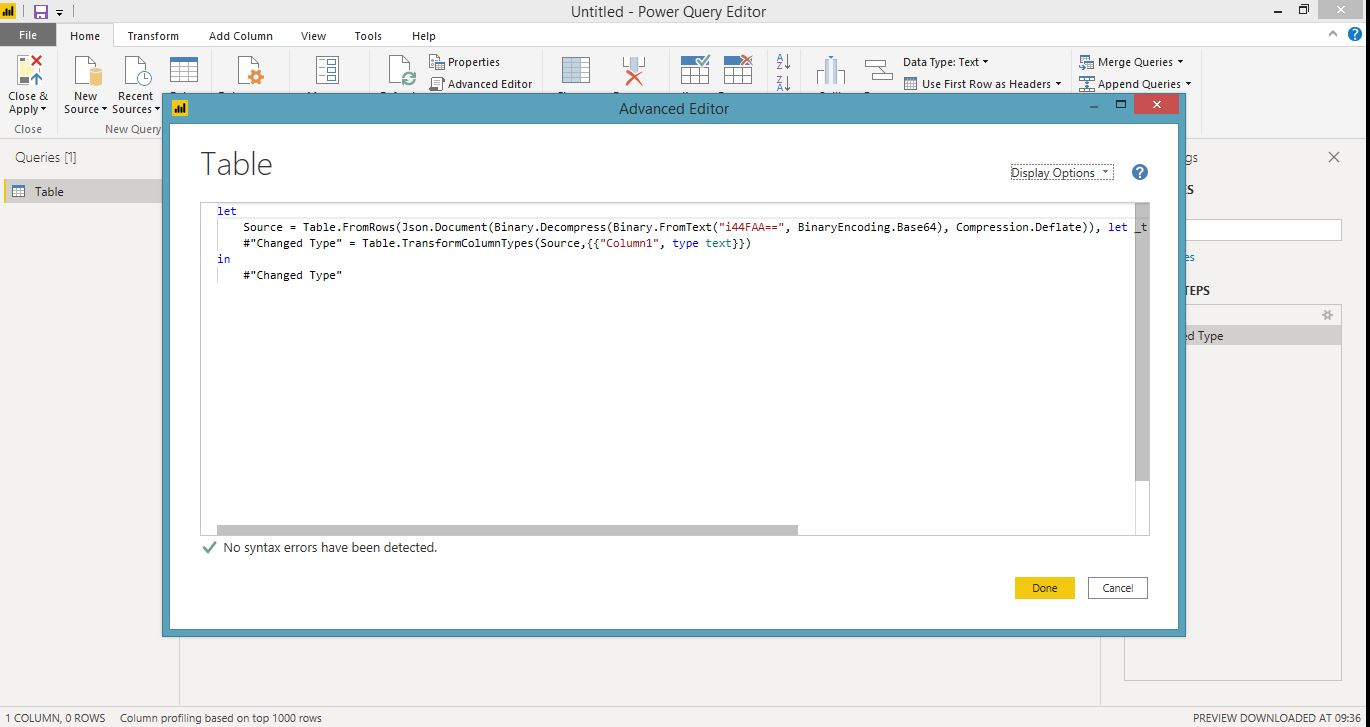 Untitled - Power Query Editor
File Home Transform Add Column View Tools Help
Close & Apply
New Source
Recent Sources
Properties
Advanced Editor
Data Type: Text
Use First Row as Headers
Merge Queries
Append Queries
Close
New Query
Advanced Editor
Queries [1]
Table
Table
Display Options
let
Source = Table.FromRows(Json.Document(Binary.Decompress(Binary.FromText("i44FAA==", BinaryEncoding.Base64), Compression.Deflate)), let _t
#"Changed Type" = Table.TransformColumnTypes(Source,{{"Column1", type text}})
in
#"Changed Type"
gs
S
es
TEPS
ed Type
No syntax errors have been detected.
Done Cancel
1 COLUMN, 0 ROWS Column profiling based on top 1000 rows
PREVIEW DOWNLOADED AT 09:36